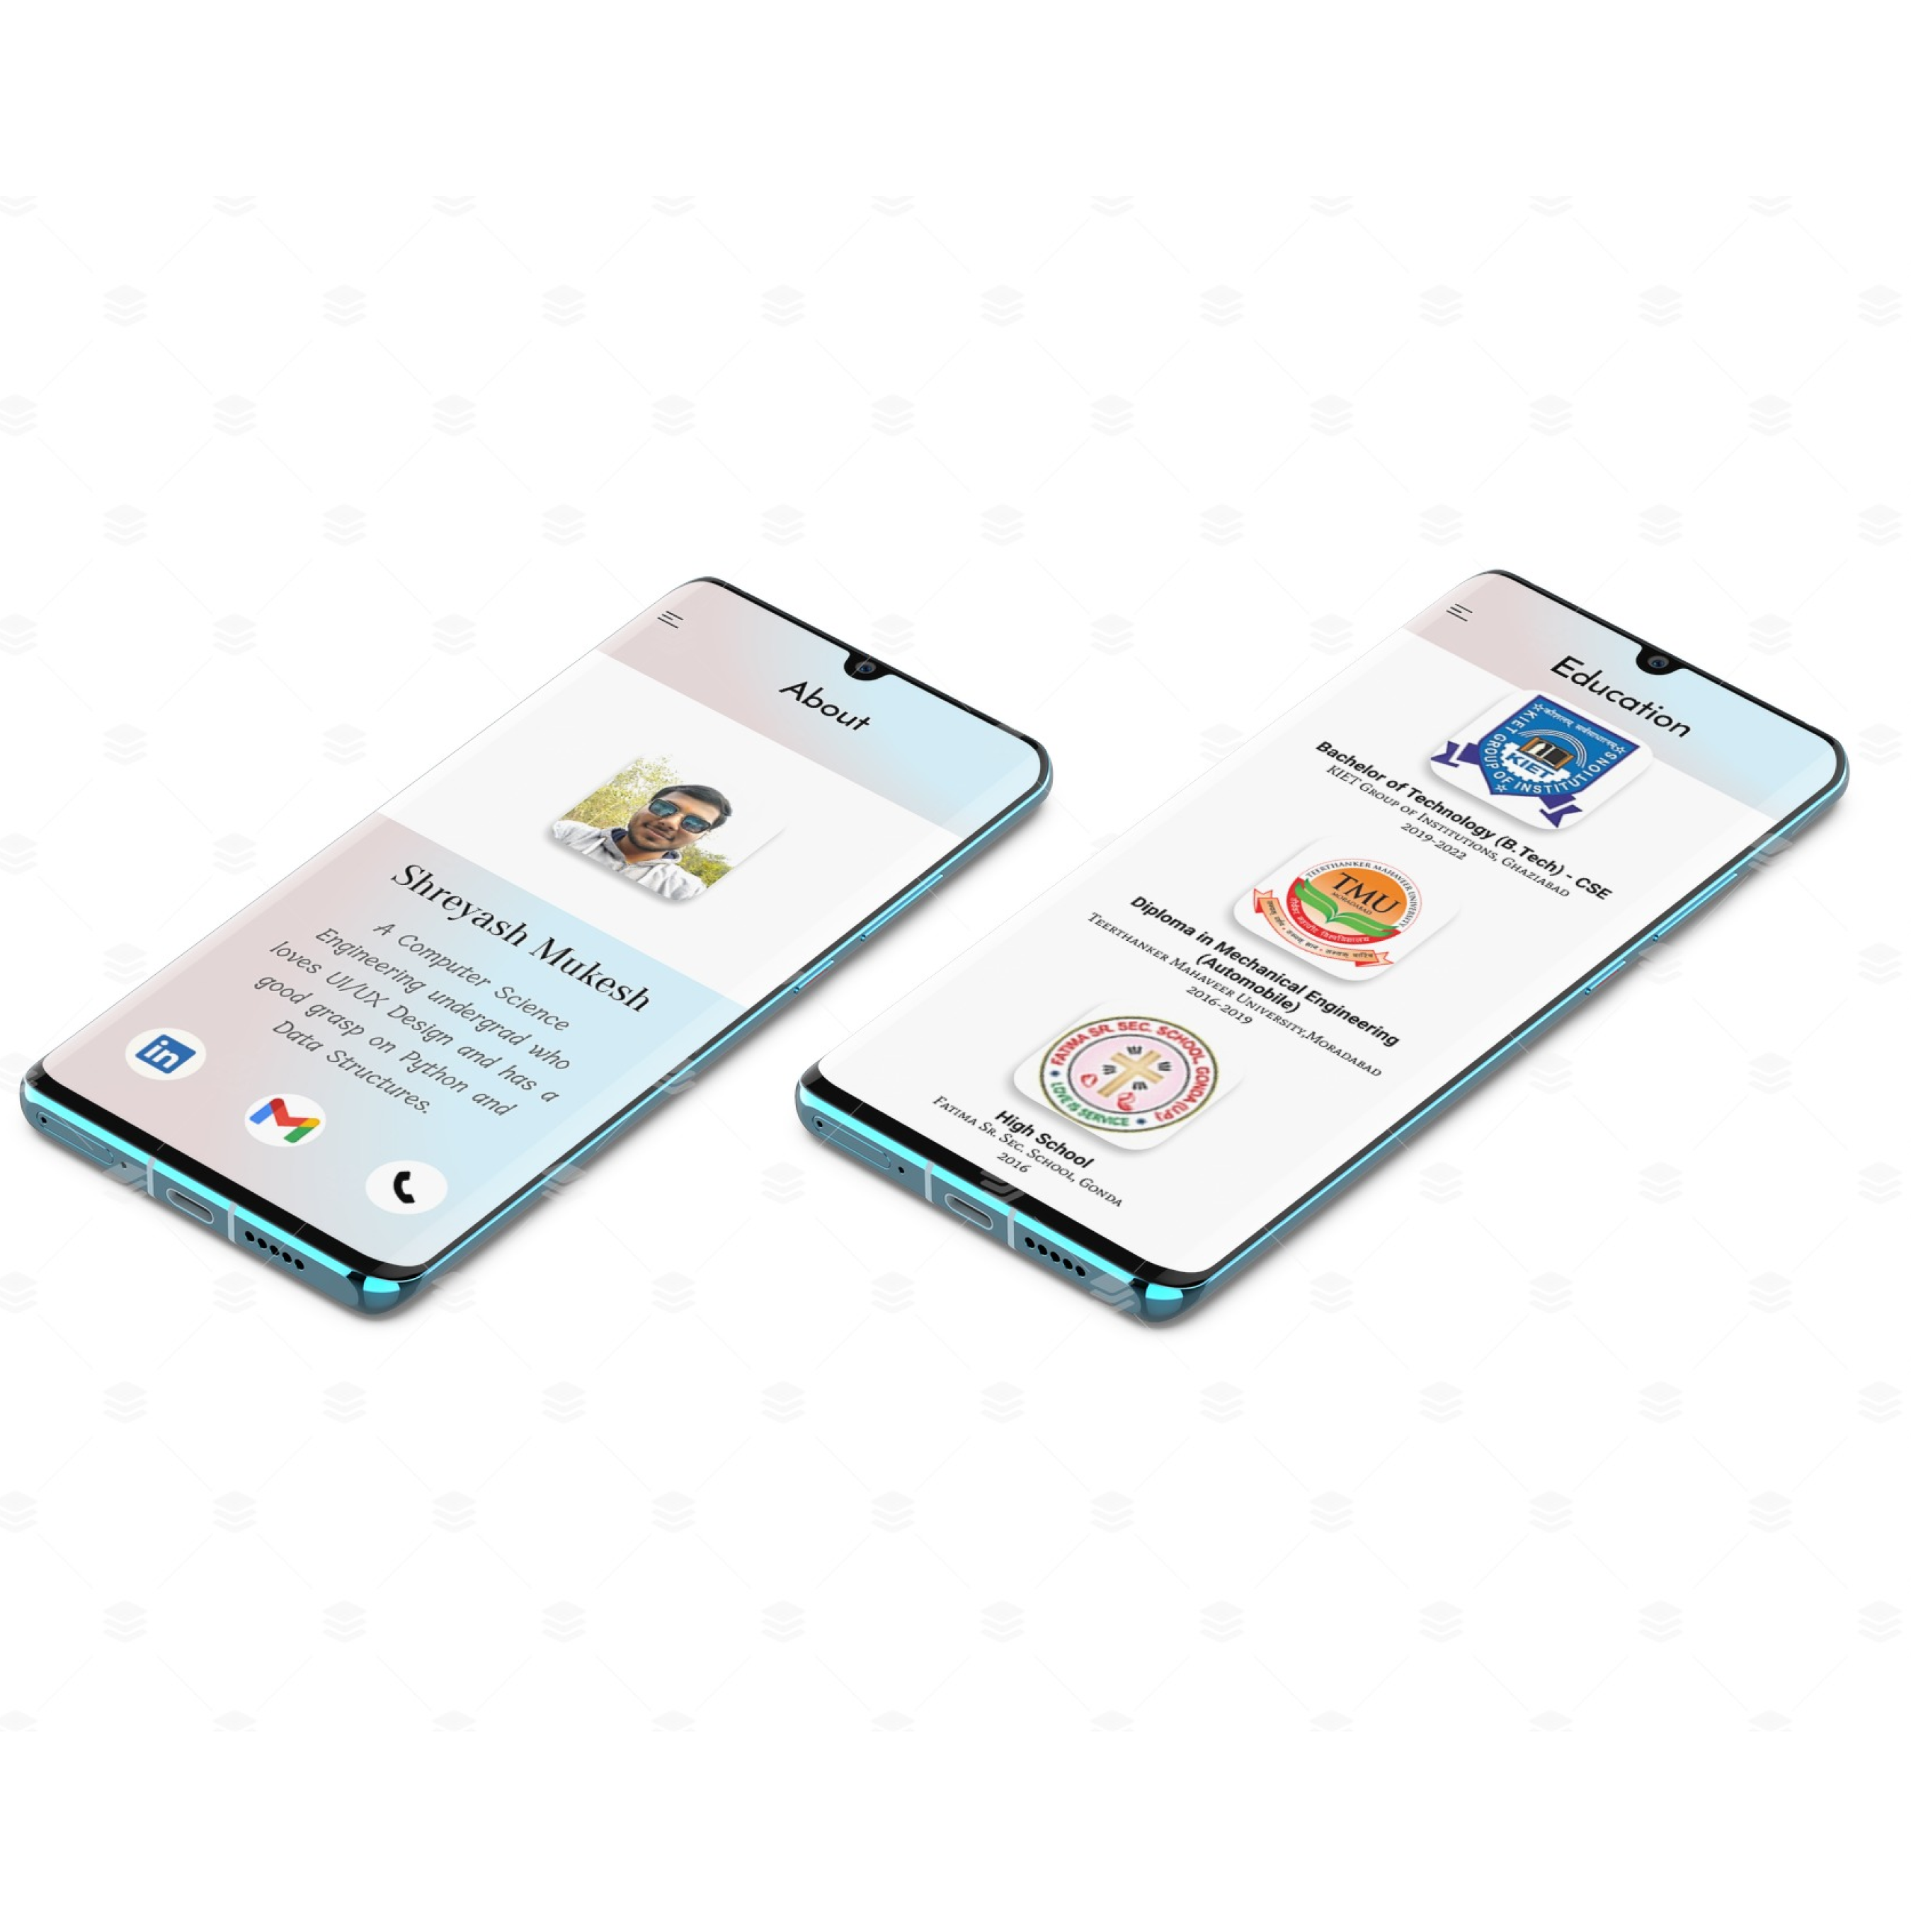 About
Shreyash Mukesh
A Computer Science
Engineering undergrad who
loves UI/UX Design and has a
good grasp on Python and
Data Structures.
in
Education
KIET GROUP OF INSTITUTIONS
KIET
Bachelor of Technology (B.Tech) - CSE
KIET Group of Institutions, Ghaziabad
2019-2022
TEERTHANKER MAHAVEER UNIVERSITY
TMU
MORADABAD
Diploma in Mechanical Engineering
(Automobile)
Teerthanker Mahaveer University,Moradabad
2016-2019
FATIMA SR. SEC. SCHOOL, GONDA (U.P.)
LOVE IS SERVICE
High School
Fatima Sr. Sec. School, Gonda
2016